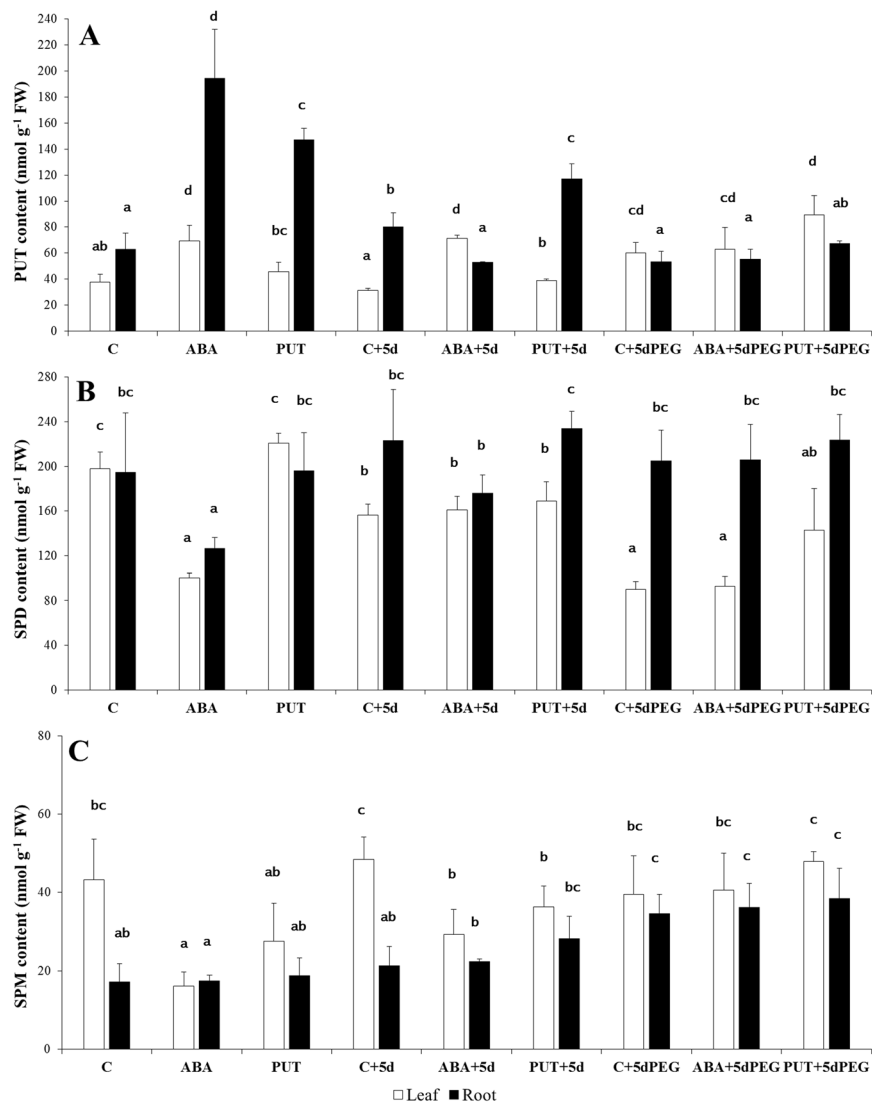 A
PUT content (nmol g⁻¹ FW)
240
220
200
180
160
140
120
100
80
60
40
20
0
ab a d d bc c a b d a b c cd a cd a d ab
C ABA PUT C+5d ABA+5d PUT+5d C+5dPEG ABA+5dPEG PUT+5dPEG
B
SPD content (nmol g⁻¹ FW)
280
240
200
160
120
80
40
0
c bc a a c bc b bc b b b c a bc a bc ab bc
C ABA PUT C+5d ABA+5d PUT+5d C+5dPEG ABA+5dPEG PUT+5dPEG
C
SPM content (nmol g⁻¹ FW)
80
60
40
20
0
bc ab a a ab ab c ab b b b bc bc c bc c c c
C ABA PUT C+5d ABA+5d PUT+5d C+5dPEG ABA+5dPEG PUT+5dPEG
Leaf Root